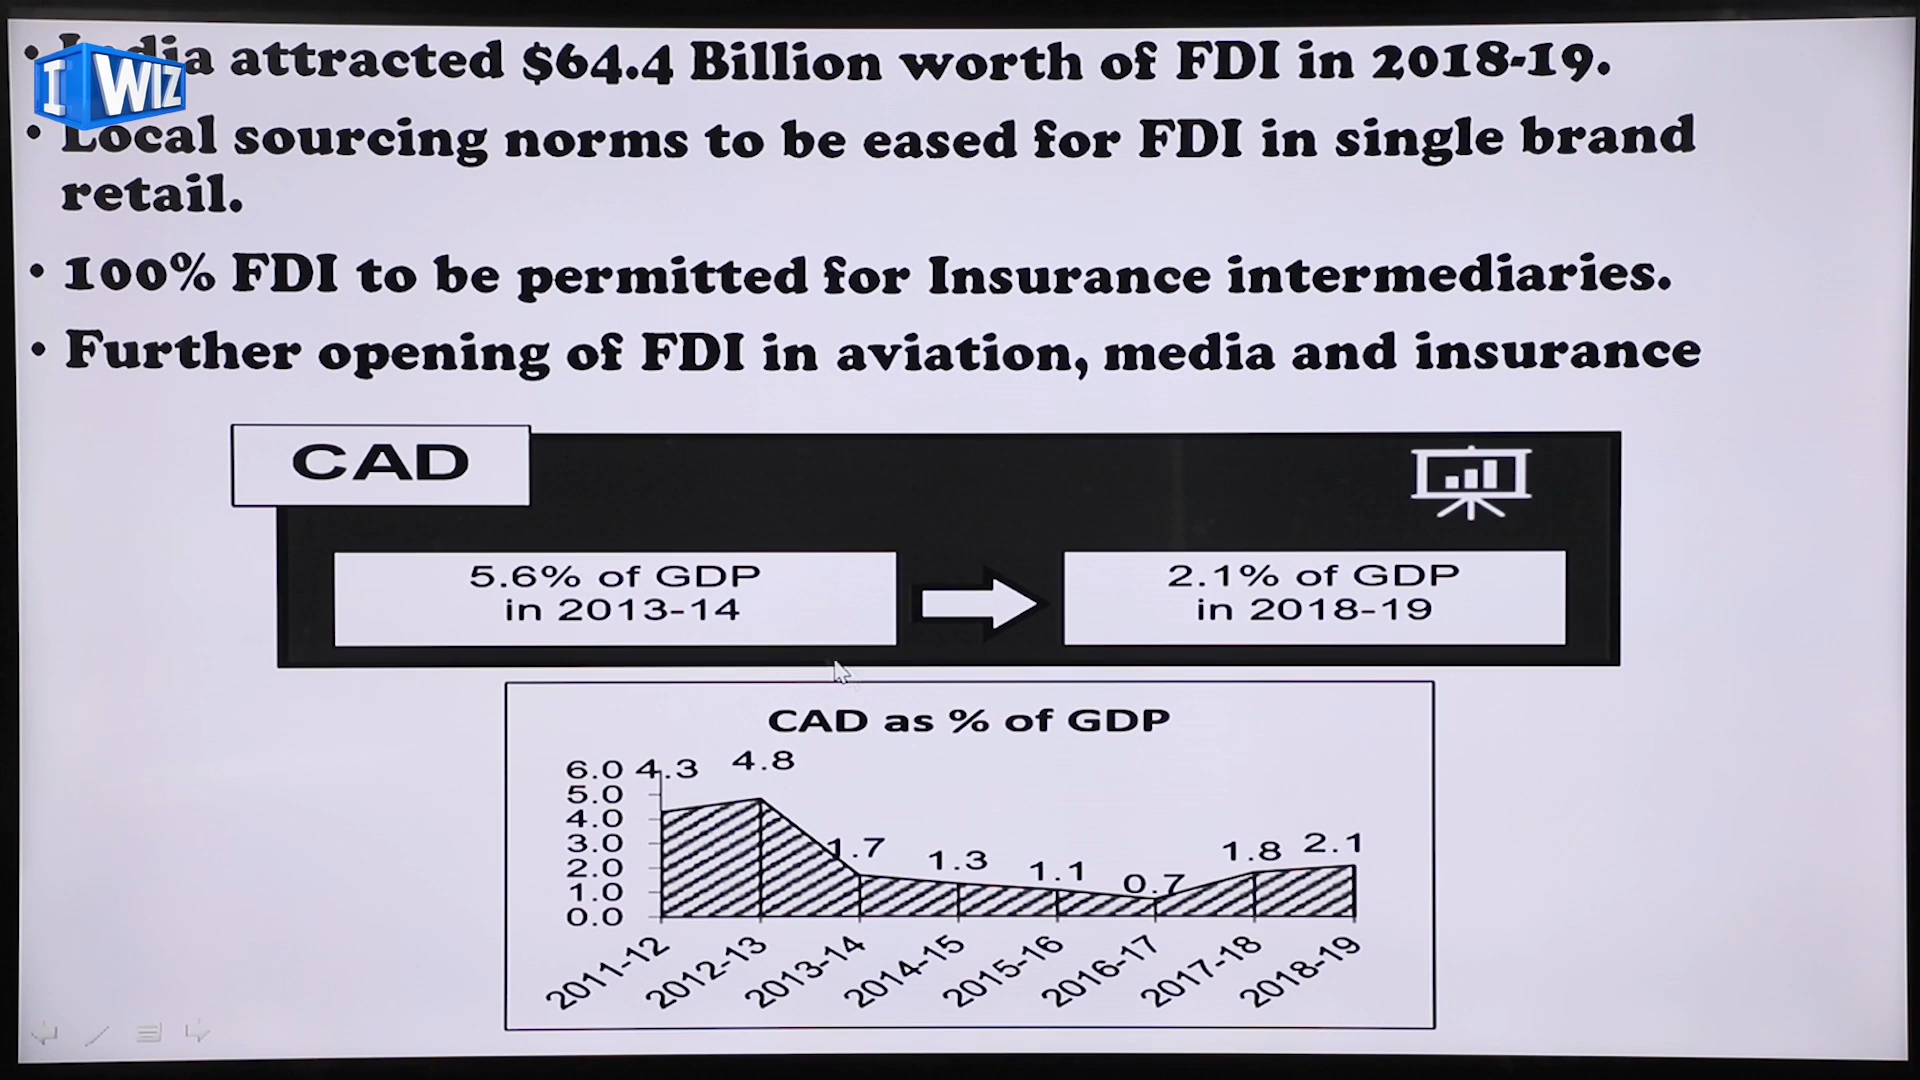 • India attracted $64.4 Billion worth of FDI in 2018-19.
I WIZ
• Local sourcing norms to be eased for FDI in single brand
retail.
• 100% FDI to be permitted for Insurance intermediaries.
• Further opening of FDI in aviation, media and insurance
CAD
5.6% of GDP
in 2013-14
2.1% of GDP
in 2018-19
CAD as % of GDP
6.0
5.0
4.0
3.0
2.0
1.0
0.0
4.3
4.8
1.7
1.3
1.1
0.7
1.8
2.1
2011-12
2012-13
2013-14
2014-15
2015-16
2016-17
2017-18
2018-19